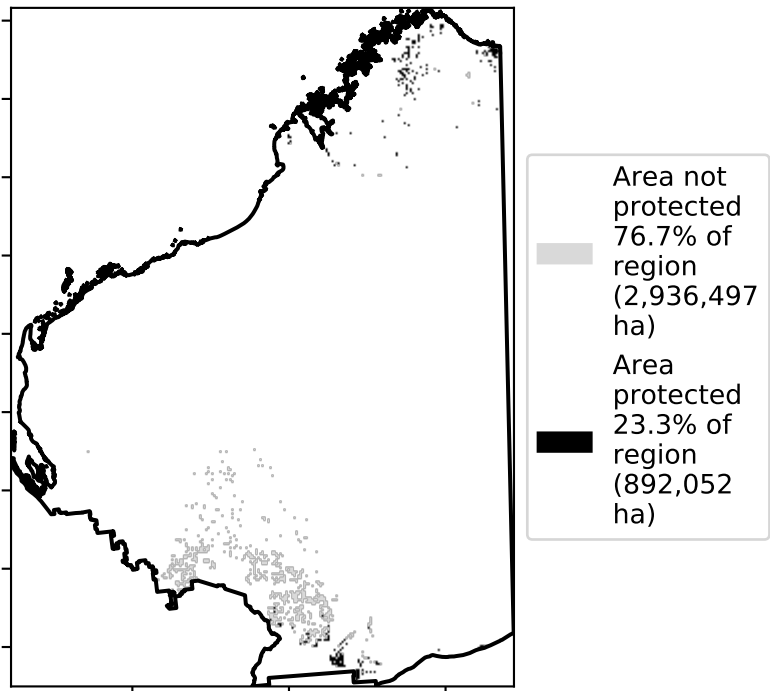 Area not
protected
76.7% of
region
(2,936,497
ha)
Area
protected
23.3% of
region
(892,052
ha)